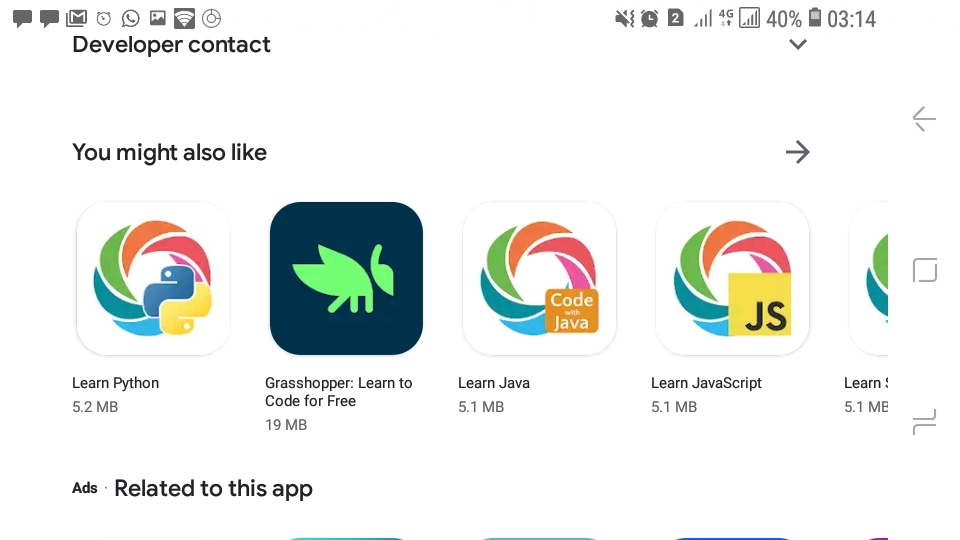 2 4G 40% 03:14
Developer contact
You might also like
Code
with
Java
JS
Learn Python
Grasshopper: Learn to
Code for Free
Learn Java
Learn JavaScript
Learn
5.2 MB
19 MB
5.1 MB
5.1 MB
5.1 MB
Ads · Related to this app